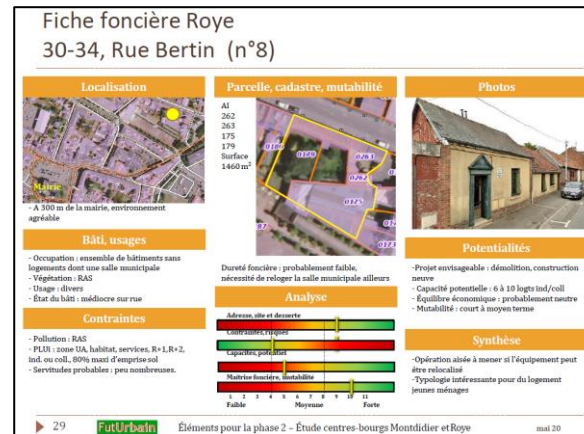 Fiche foncière Roye
30-34, Rue Bertin (n°8)
Localisation
Mairie
- A 300 m de la mairie, environnement
agréable
Bâti, usages
- Occupation : ensemble de bâtiments sans
logements dont une salle municipale
- Végétation : RAS
- Usage : divers
- État du bâti : médiocre sur rue
Contraintes
- Pollution : RAS
- PLUi : zone UA, habitat, services, R+1,R+2,
ind. ou coll., 80% maxi d'emprise sol
- Servitudes probables : peu nombreuses.
Parcelle, cadastre, mutabilité
AI
262
263
175
179
Surface
1460 m²
0180
0179
0263
0262
0175
0173
Dureté foncière : probablement faible,
nécessité de reloger la salle municipale ailleurs
Analyse
Adresse, site et desserte
Contraintes, risques
Capacités, potentiel
Maîtrise foncière, mutabilité
1 2 3 4 5 6 7 8 9 10 11
Faible Moyenne Forte
Photos
Potentialités
-Projet envisageable : démolition, construction
neuve
- Capacité potentielle : 6 à 10 logts ind/coll
- Équilibre économique : probablement neutre
- Mutabilité : court à moyen terme
Synthèse
-Opération aisée à mener si l'équipement peut
être relocalisé
-Typologie intéressante pour du logement
jeunes ménages
29 FutUrbain Éléments pour la phase 2 – Étude centres-bourgs Montdidier et Roye mai 20